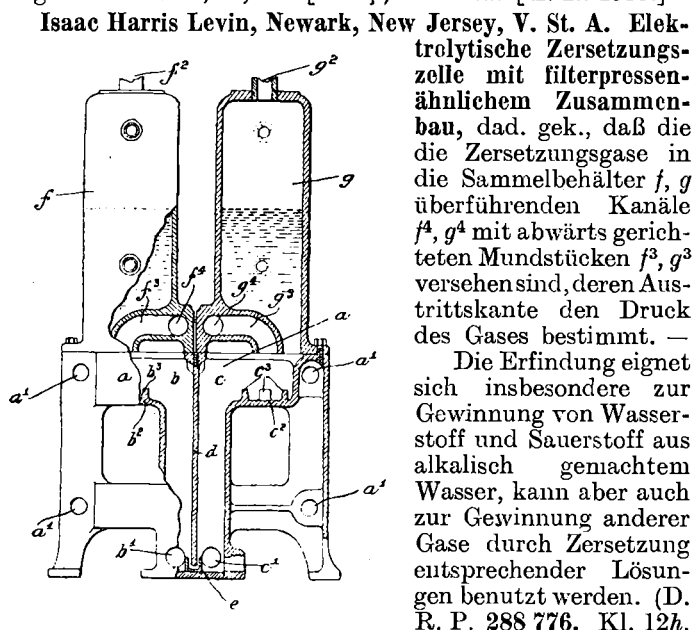 Isaac Harris Levin, Newark, New Jersey, V. St. A. Elek-
trolytische Zersetzungs-
zelle mit filterpressen-
ähnlichem Zusammen-
bau, dad. gek., daß die
die Zersetzungsgase in
die Sammelbehälter f, g
überführenden Kanäle
f⁴, g⁴ mit abwärts gerich-
teten Mundstücken f³, g³
versehen sind, deren Aus-
trittskante den Druck
des Gases bestimmt. —
Die Erfindung eignet
sich insbesondere zur
Gewinnung von Wasser-
stoff und Sauerstoff aus
alkalisch gemachtem
Wasser, kann aber auch
zur Gewinnung anderer
Gase durch Zersetzung
entsprechender Lösun-
gen benutzt werden. (D.
R. P. 288 776. Kl. 12h.
f² g²
f g
f³ f⁴ g⁴ g³ a
a¹ a b³ b c c³ a¹
b² c²
d
a¹ a¹
b¹ c¹
e